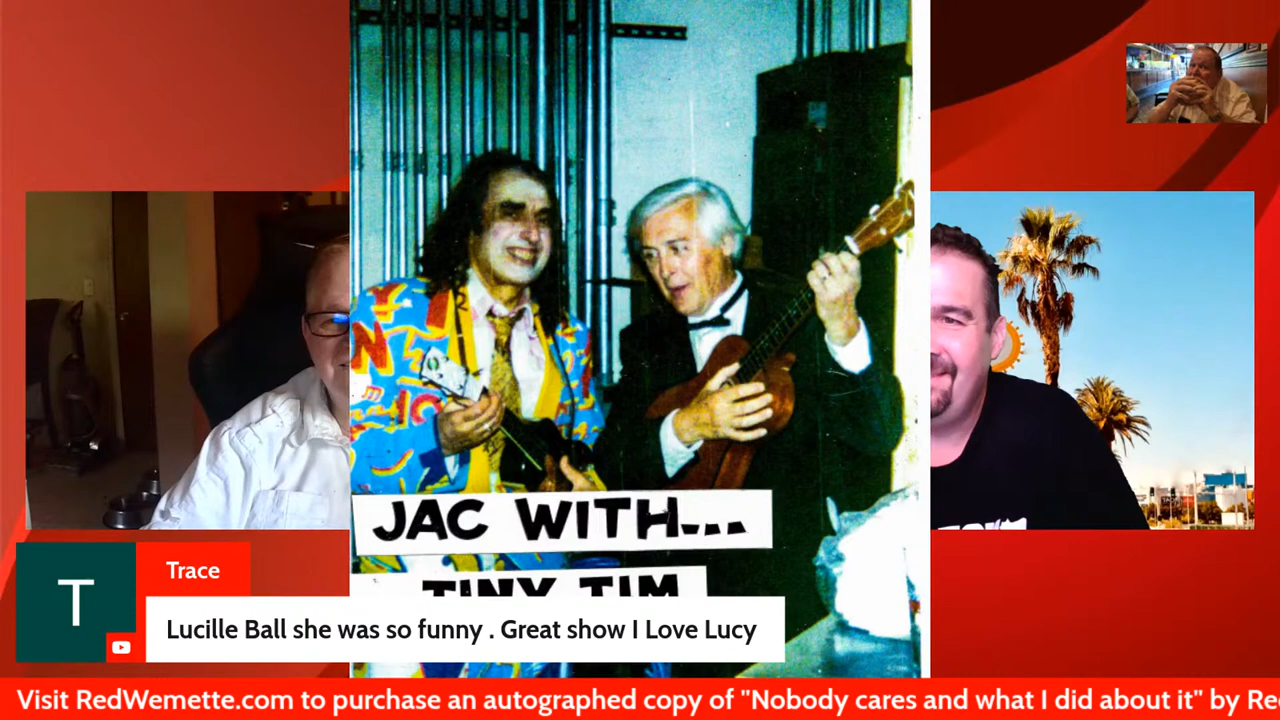 JAC WITH...
TINY TIM
T
Trace
Lucille Ball she was so funny . Great show I Love Lucy
Visit RedWemette.com to purchase an autographed copy of "Nobody cares and what I did about it" by Re